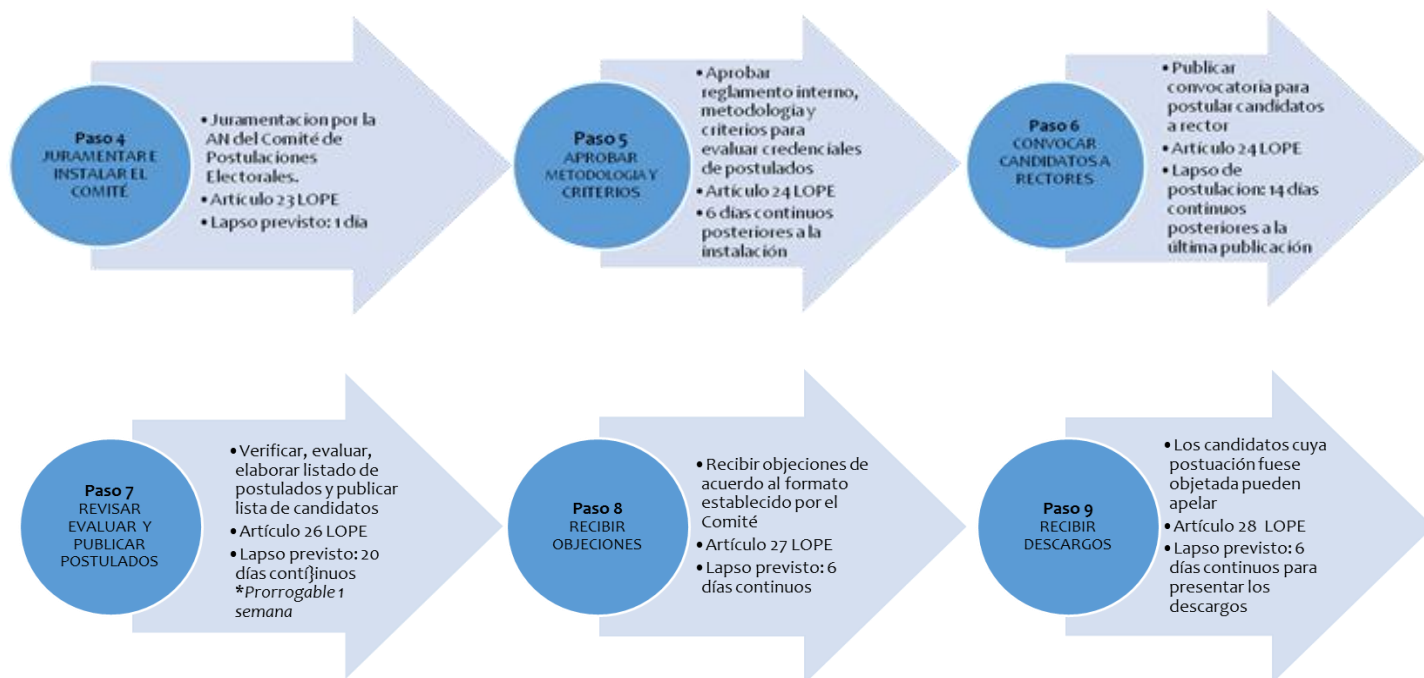 Paso 4
JURAMENTAR E
INSTALAR EL
COMITÉ
• Juramentacion por la
AN del Comité de
Postulaciones
Electorales.
• Artículo 23 LOPE
• Lapso previsto: 1 día
Paso 5
APROBAR
METODOLOGIA Y
CRITERIOS
• Aprobar
reglamento interno,
metodologia y
criterios para
evaluar credenciales
de postulados
• Artículo 24 LOPE
• 6 días continuos
posteriores a la
instalación
Paso 6
CONVOCAR
CANDIDATOS A
RECTORES
• Publicar
convocatoria para
postular candidatos
a rector
• Artículo 24 LOPE
• Lapso de
postulacion: 14 días
continuos
posteriores a la
última publicación
Paso 7
REVISAR
EVALUAR Y
PUBLICAR
POSTULADOS
• Verificar, evaluar,
elaborar listado de
postulados y publicar
lista de candidatos
• Artículo 26 LOPE
• Lapso previsto: 20
días contí}inuos
*Prorrogable 1
semana
Paso 8
RECIBIR
OBJECIONES
• Recibir objeciones de
acuerdo al formato
establecido por el
Comité
• Artículo 27 LOPE
• Lapso previsto: 6
días continuos
Paso 9
RECIBIR
DESCARGOS
• Los candidatos cuya
postuación fuese
objetada pueden
apelar
• Artículo 28 LOPE
• Lapso previsto: 6
días continuos para
presentar los
descargos